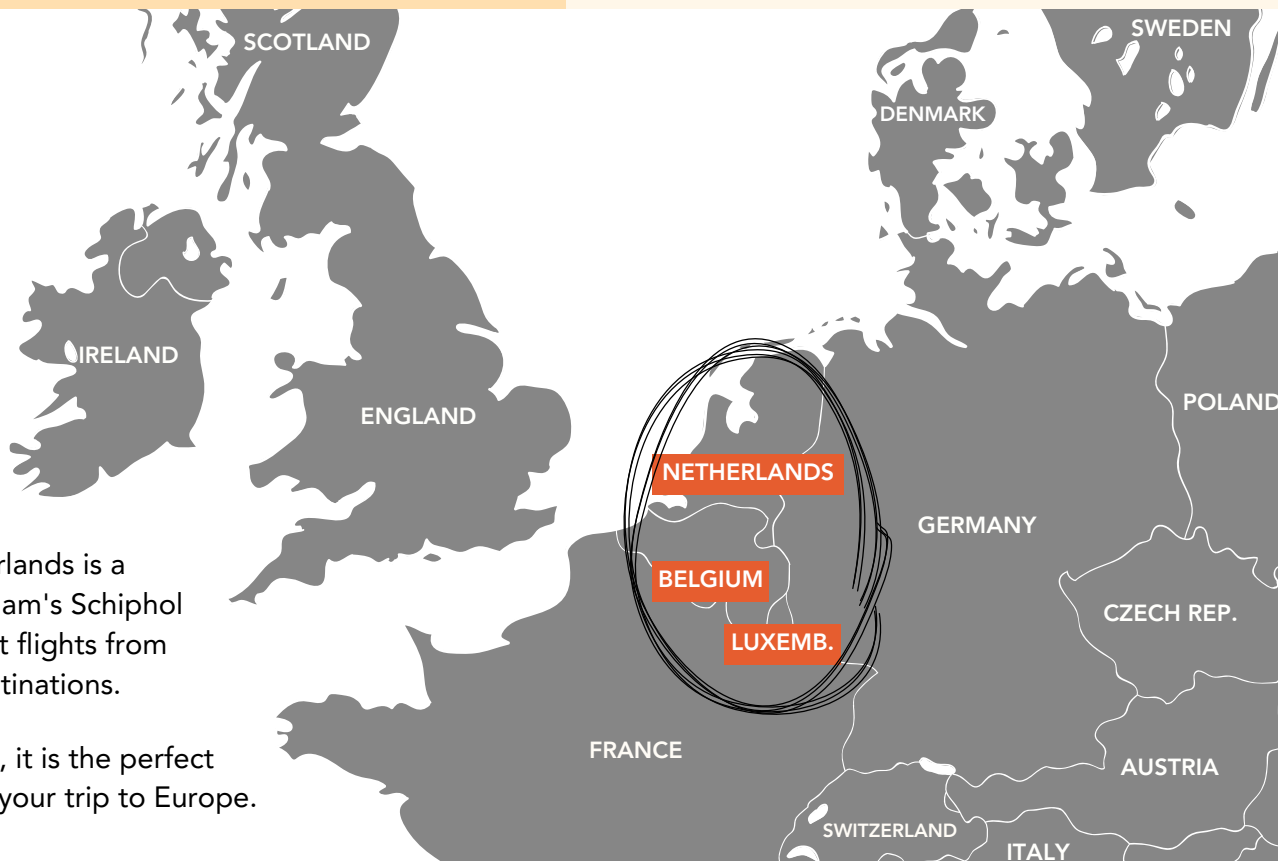 SCOTLAND
SWEDEN
DENMARK
IRELAND
ENGLAND
POLAND
NETHERLANDS
GERMANY
BELGIUM
CZECH REP.
LUXEMB.
rlands is a
am's Schiphol
t flights from
tinations.
, it is the perfect
your trip to Europe.
FRANCE
AUSTRIA
SWITZERLAND
ITALY